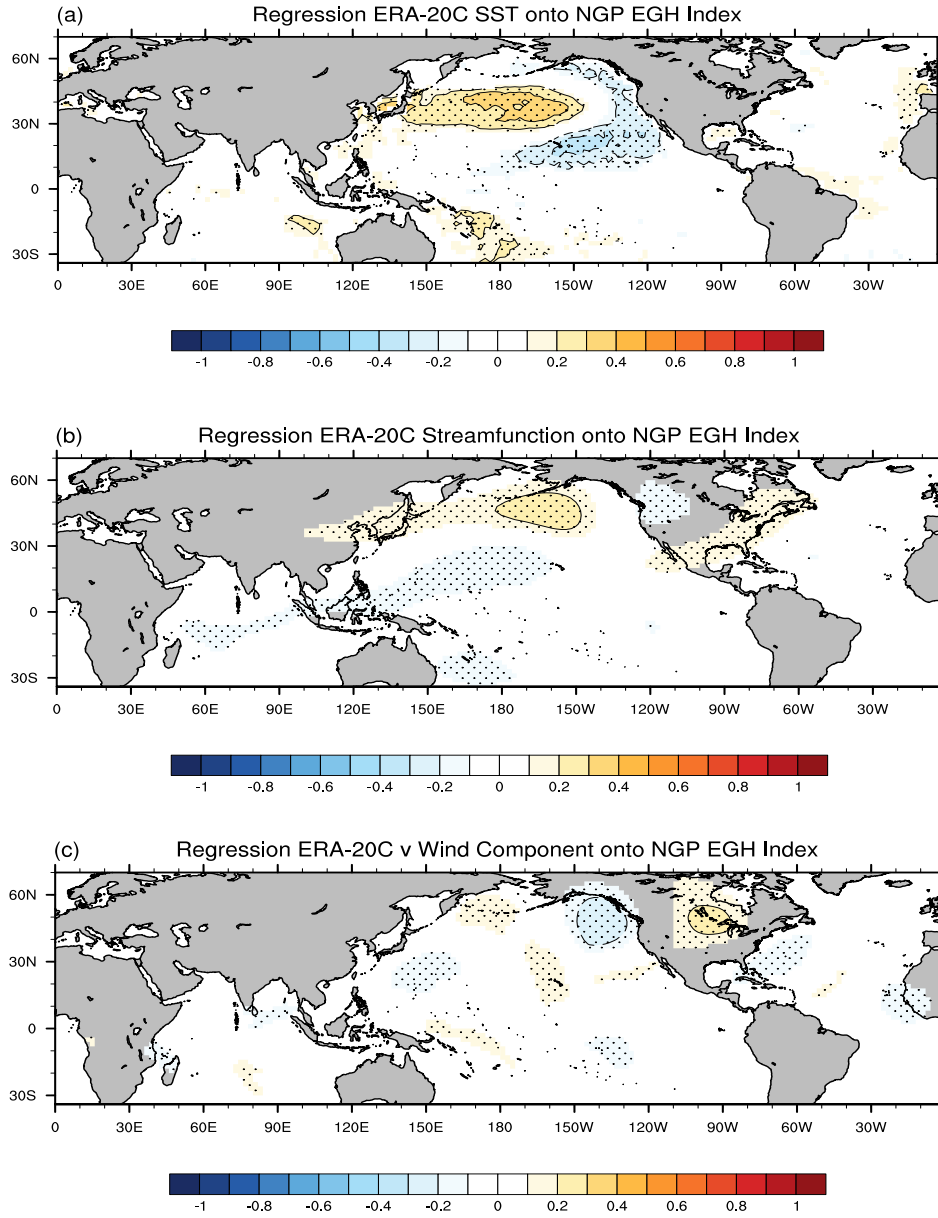 (a) Regression ERA-20C SST onto NGP EGH Index
60N
30N
0
30S
0 30E 60E 90E 120E 150E 180 150W 120W 90W 60W 30W
-1 -0.8 -0.6 -0.4 -0.2 0 0.2 0.4 0.6 0.8 1
(b) Regression ERA-20C Streamfunction onto NGP EGH Index
60N
30N
0
30S
0 30E 60E 90E 120E 150E 180 150W 120W 90W 60W 30W
-1 -0.8 -0.6 -0.4 -0.2 0 0.2 0.4 0.6 0.8 1
(c) Regression ERA-20C v Wind Component onto NGP EGH Index
60N
30N
0
30S
0 30E 60E 90E 120E 150E 180 150W 120W 90W 60W 30W
-1 -0.8 -0.6 -0.4 -0.2 0 0.2 0.4 0.6 0.8 1